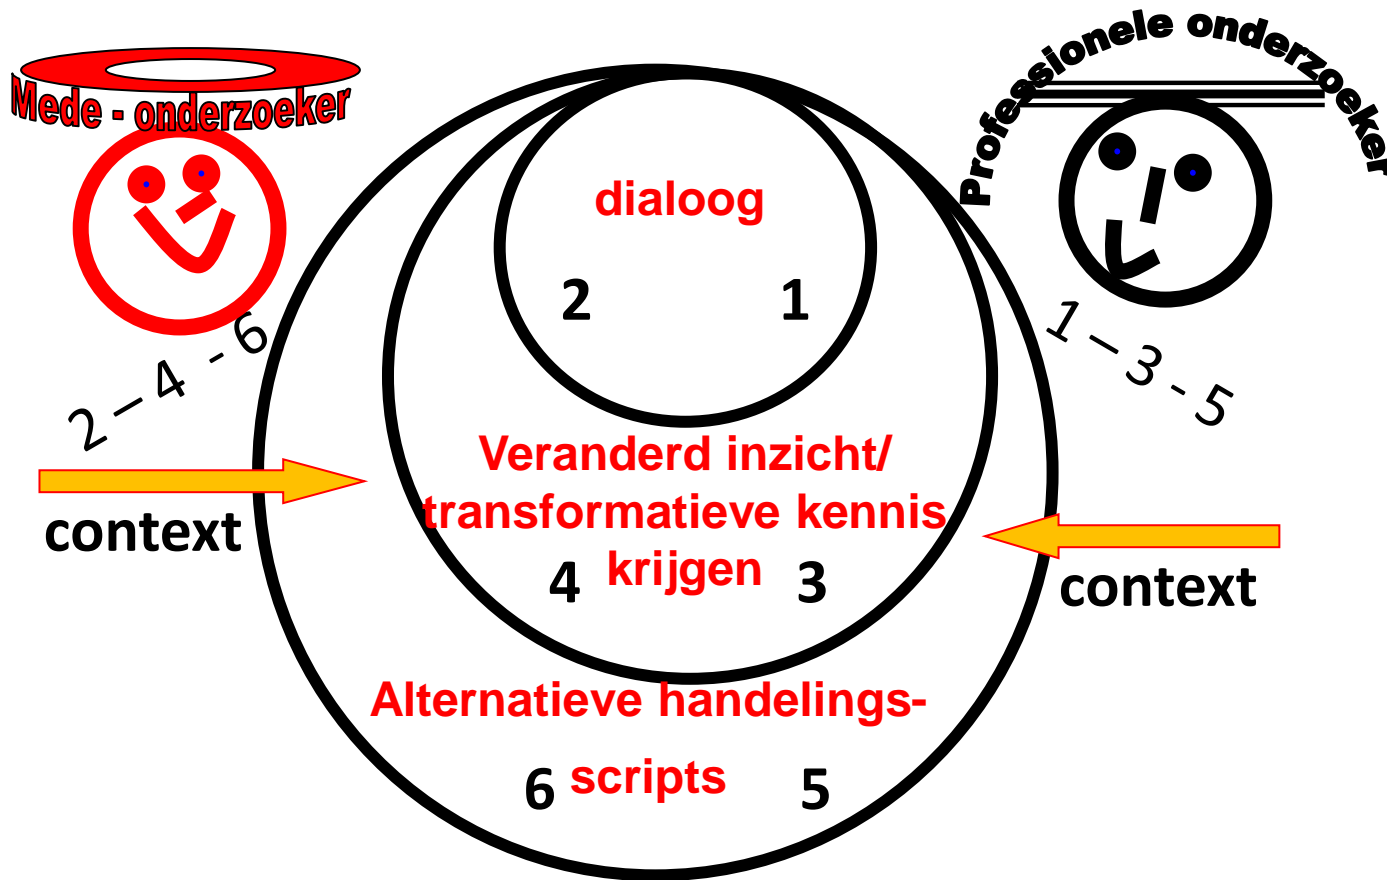 Mede - onderzoeker
Professionele onderzoeker
dialoog
2 1
2 – 4 - 6
1 – 3 - 5
Veranderd inzicht/
transformatieve kennis
4 krijgen 3
context
context
Alternatieve handelings-
6 scripts 5